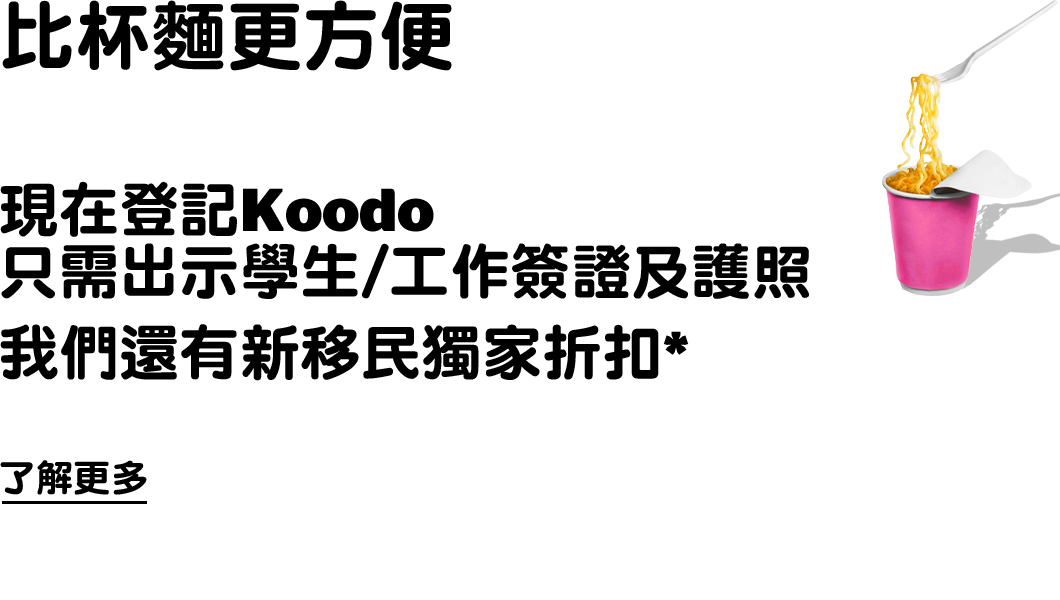 比杯麵更方便
現在登記Koodo
只需出示學生/工作簽證及護照
我們還有新移民獨家折扣*
了解更多